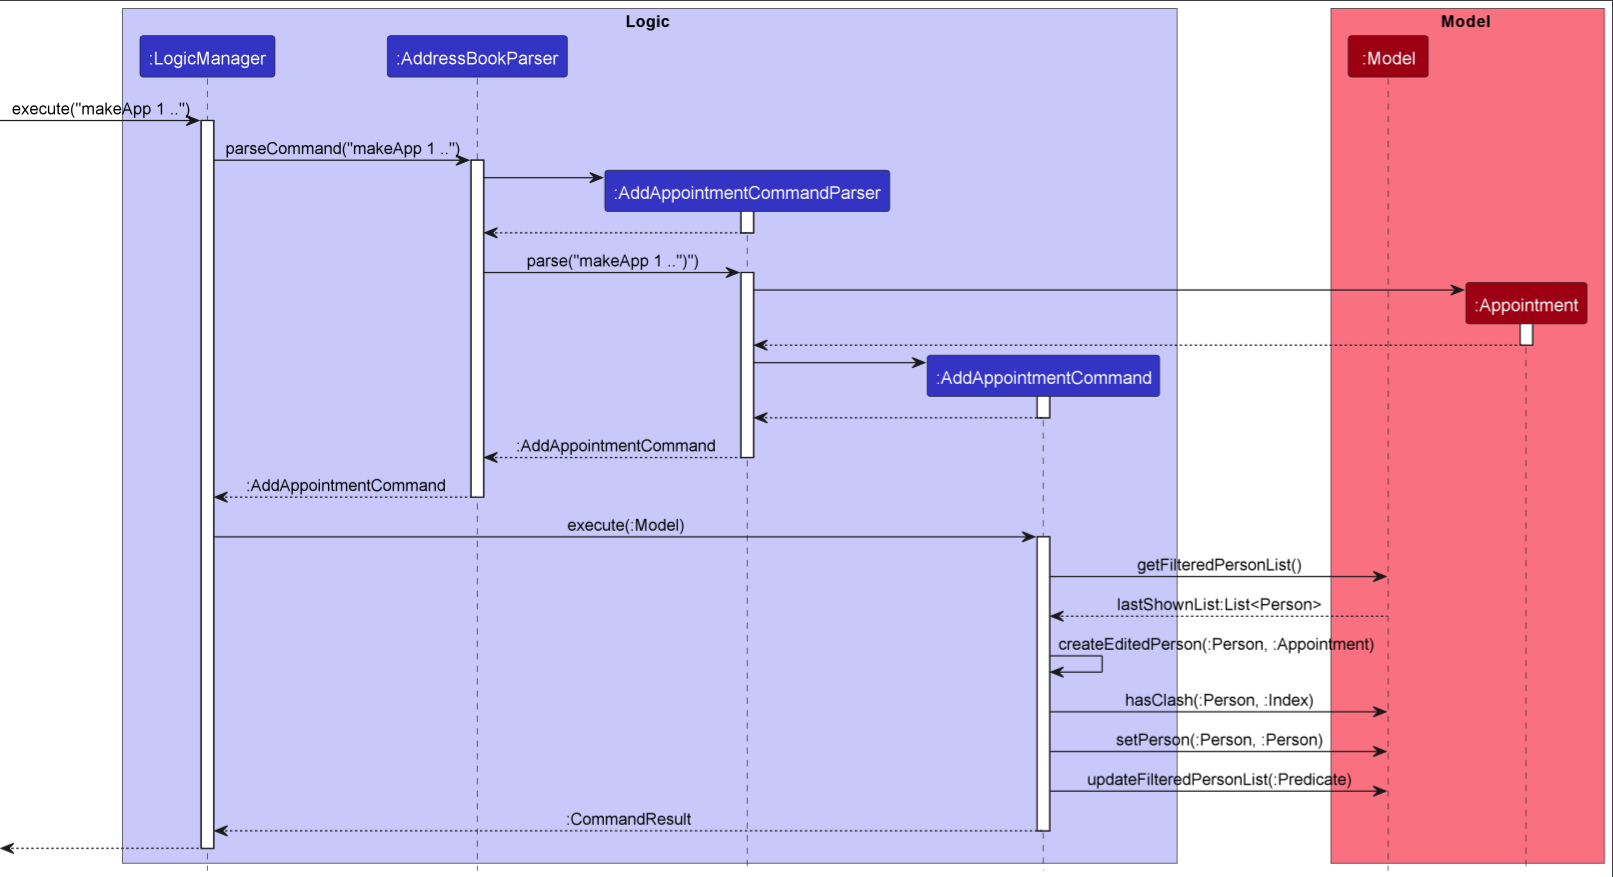 Logic
Model
:LogicManager
:AddressBookParser
:Model
execute("makeApp 1 ..")
parseCommand("makeApp 1 ..")
:AddAppointmentCommandParser
parse("makeApp 1 ..")")
:Appointment
:AddAppointmentCommand
:AddAppointmentCommand
:AddAppointmentCommand
execute(:Model)
getFilteredPersonList()
lastShownList:List<Person>
createEditedPerson(:Person, :Appointment)
hasClash(:Person, :Index)
setPerson(:Person, :Person)
updateFilteredPersonList(:Predicate)
:CommandResult